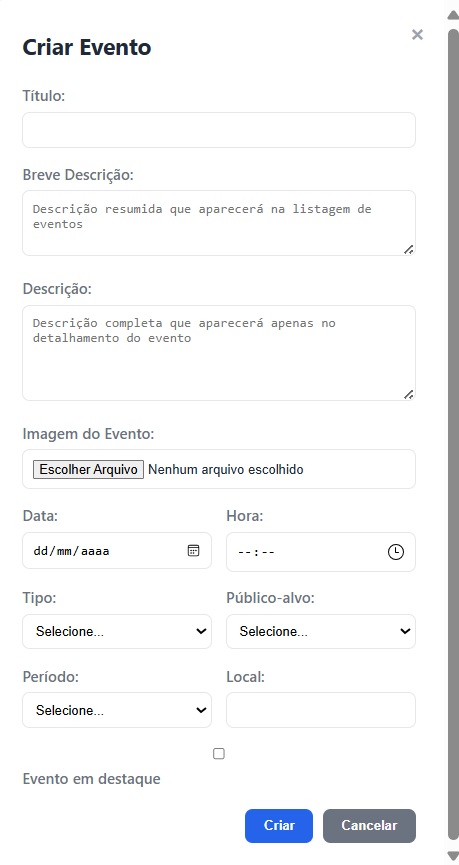 Criar Evento
×
Título:
Breve Descrição:
Descrição resumida que aparecerá na listagem de
eventos
Descrição:
Descrição completa que aparecerá apenas no
detalhamento do evento
Imagem do Evento:
Escolher Arquivo Nenhum arquivo escolhido
Data: Hora:
dd/mm/aaaa --:--
Tipo: Público-alvo:
Selecione... Selecione...
Período: Local:
Selecione...
Evento em destaque
Criar Cancelar